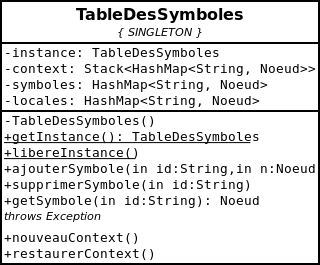 TableDesSymboles
{ SINGLETON }
-instance: TableDesSymboles
-context: Stack<HashMap<String, Noeud>>
-symboles: HashMap<String, Noeud>
-locales: HashMap<String, Noeud>
-TableDesSymboles()
+getInstance(): TableDesSymboles
+libereInstance()
+ajouterSymbole(in id:String,in n:Noeud
+supprimerSymbole(in id:String)
+getSymbole(in id:String): Noeud
throws Exception
+nouveauContext()
+restaurerContext()